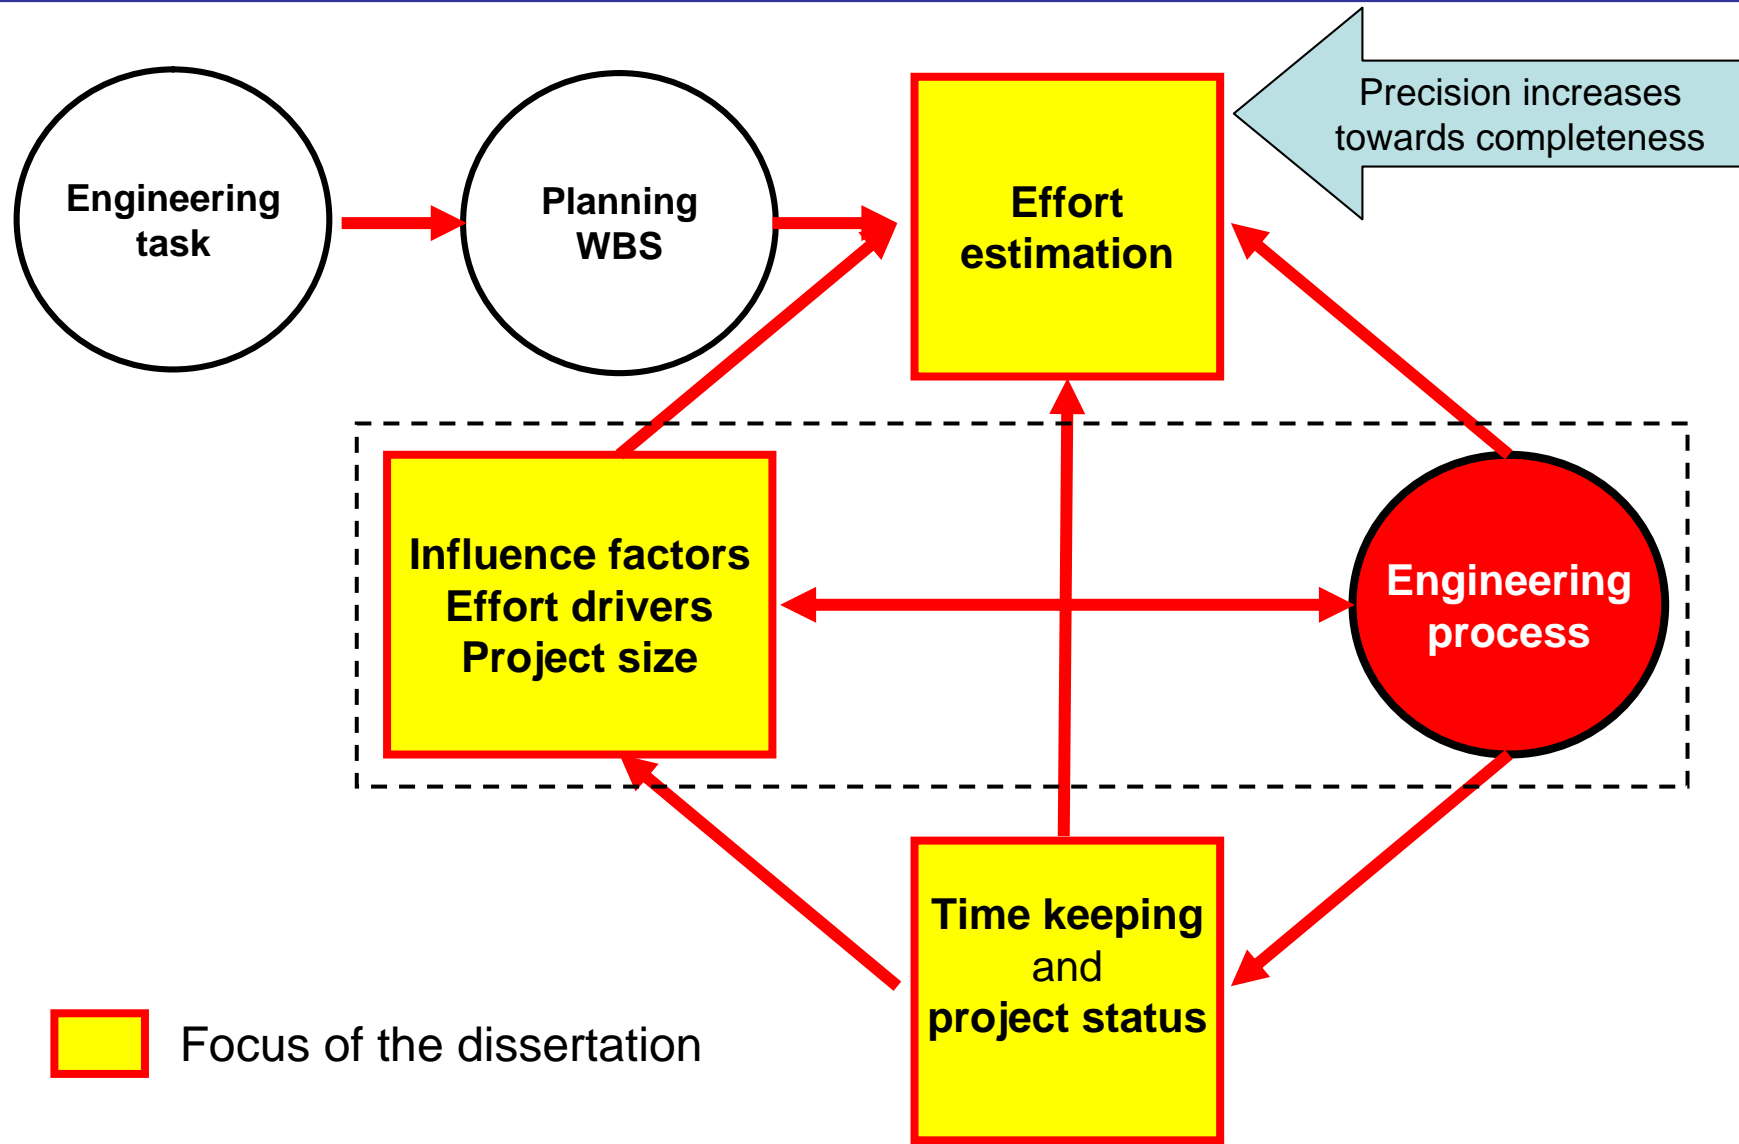 Engineering
task
Planning
WBS
Effort
estimation
Precision increases
towards completeness
Influence factors
Effort drivers
Project size
Engineering
process
Time keeping
and
project status
Focus of the dissertation